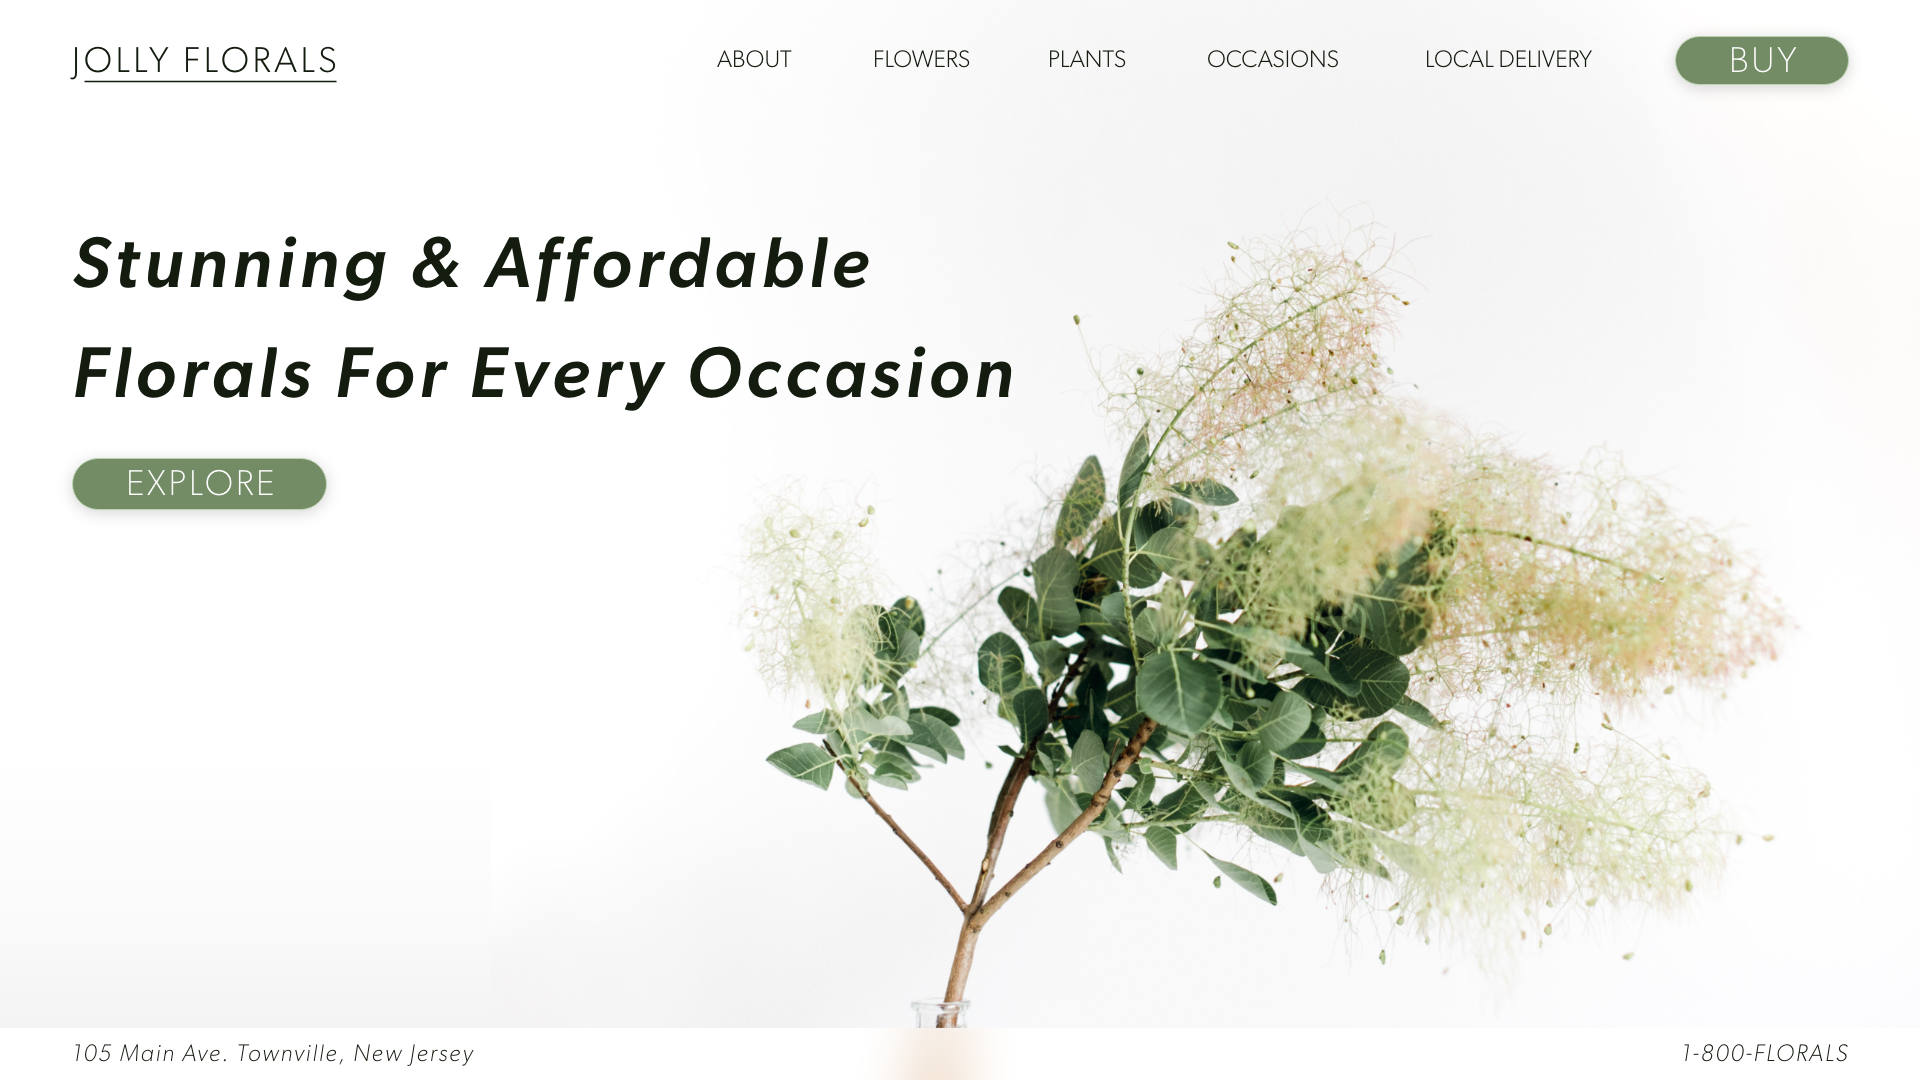 JOLLY FLORALS
ABOUT
FLOWERS
PLANTS
OCCASIONS
LOCAL DELIVERY
BUY
Stunning & Affordable
Florals For Every Occasion
EXPLORE
105 Main Ave. Townville, New Jersey
1-800-FLORALS